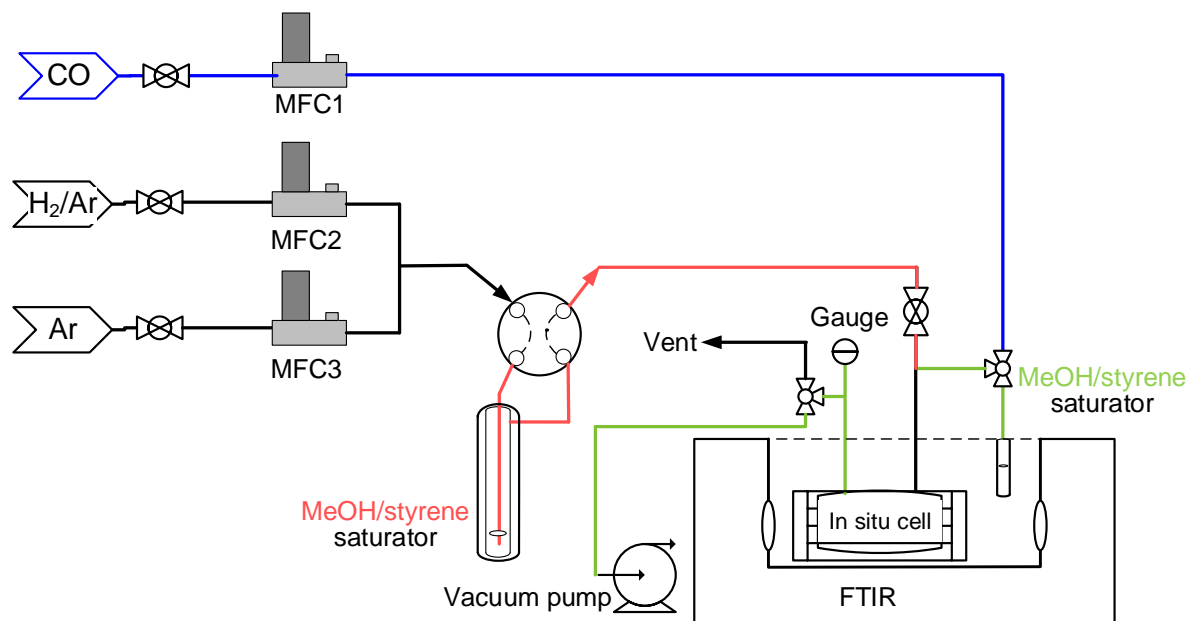 CO
MFC1
H₂/Ar
MFC2
Ar
MFC3
Gauge
Vent
MeOH/styrene
saturator
MeOH/styrene
saturator
In situ cell
Vacuum pump
FTIR